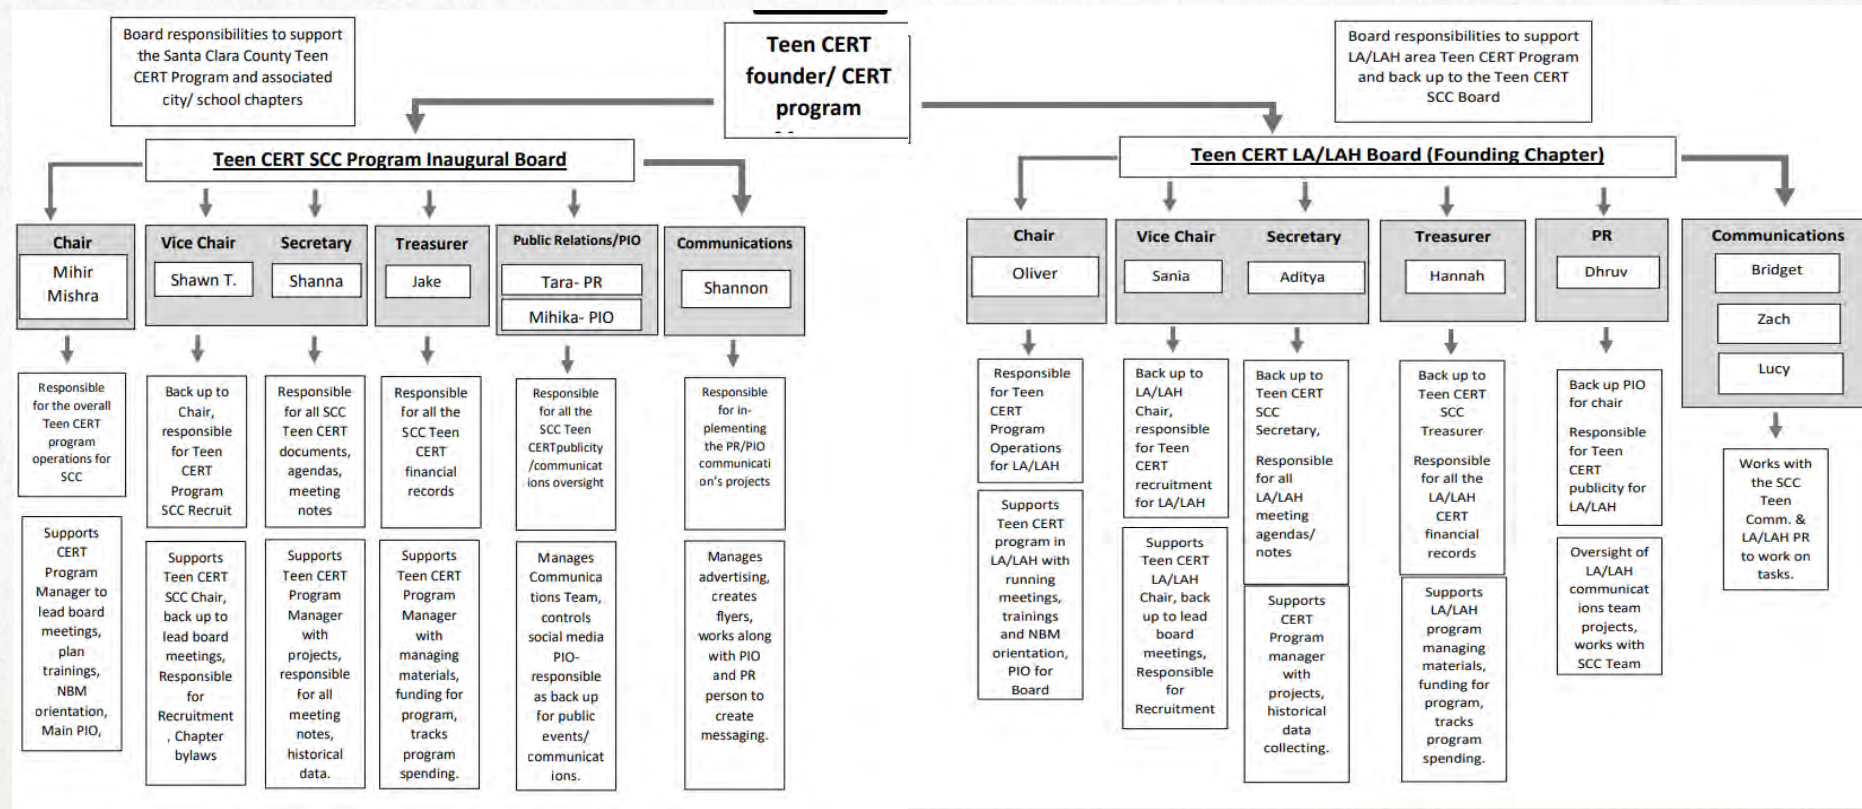 Board responsibilities to support
the Santa Clara County Teen
CERT Program and associated
city/ school chapters
Teen CERT
founder/ CERT
program
Board responsibilities to support
LA/LAH area Teen CERT Program
and back up to the Teen CERT
SCC Board
Teen CERT SCC Program Inaugural Board
Chair
Mihir
Mishra
Vice Chair
Shawn T.
Secretary
Shanna
Treasurer
Jake
Public Relations/PIO
Tara- PR
Mihika- PIO
Communications
Shannon
Responsible
for the overall
Teen CERT
program
operations for
SCC
Back up to
Chair,
responsible
for Teen
CERT
Program
SCC Recruit
Responsible
for all SCC
Teen CERT
documents,
agendas,
meeting
notes
Responsible
for all the
SCC Teen
CERT
financial
records
Responsible
for all the
SCC Teen
CERTpublicity
/communicat
ions oversight
Responsible
for in-
plementing
the PR/PIO
communicati
on's projects
Supports
CERT
Program
Manager to
lead board
meetings,
plan
trainings,
NBM
orientation,
Main PIO,
Supports
Teen CERT
SCC Chair,
back up to
lead board
meetings,
Responsible
for
Recruitment
, Chapter
bylaws
Supports
Teen CERT
Program
Manager
with
projects,
responsible
for all
meeting
notes,
historical
data.
Supports
Teen CERT
Program
Manager
with
managing
materials,
funding for
program,
tracks
program
spending.
Manages
Communica
tions Team,
controls
social media
PIO-
responsible
as back up
for public
events/
communicat
ions.
Manages
advertising,
creates
flyers,
works along
with PIO
and PR
person to
create
messaging.
Teen CERT LA/LAH Board (Founding Chapter)
Chair
Oliver
Vice Chair
Sania
Secretary
Aditya
Treasurer
Hannah
PR
Dhruv
Communications
Bridget
Zach
Lucy
Responsible
for Teen
CERT
Program
Operations
for LA/LAH
Back up to
LA/LAH
Chair,
responsible
for Teen
CERT
recruitment
for LA/LAH
Back up to
Teen CERT
SCC
Secretary,
Responsible
for all
LA/LAH
meeting
agendas/
notes
Back up to
Teen CERT
SCC
Treasurer
Responsible
for all the
LA/LAH
CERT
financial
records
Back up PIO
for chair
Responsible
for Teen
CERT
publicity for
LA/LAH
Works with
the SCC
Teen
Comm. &
LA/LAH PR
to work on
tasks.
Supports
Teen CERT
program in
LA/LAH with
running
meetings,
trainings
and NBM
orientation,
PIO for
Board
Supports
Teen CERT
LA/LAH
Chair, back
up to lead
board
meetings,
Responsible
for
Recruitment
Supports
CERT
Program
manager
with
projects,
historical
data
collecting.
Supports
LA/LAH
program
managing
materials,
funding for
program,
tracks
program
spending.
Oversight of
LA/LAH
communicat
ions team
projects,
works with
SCC Team